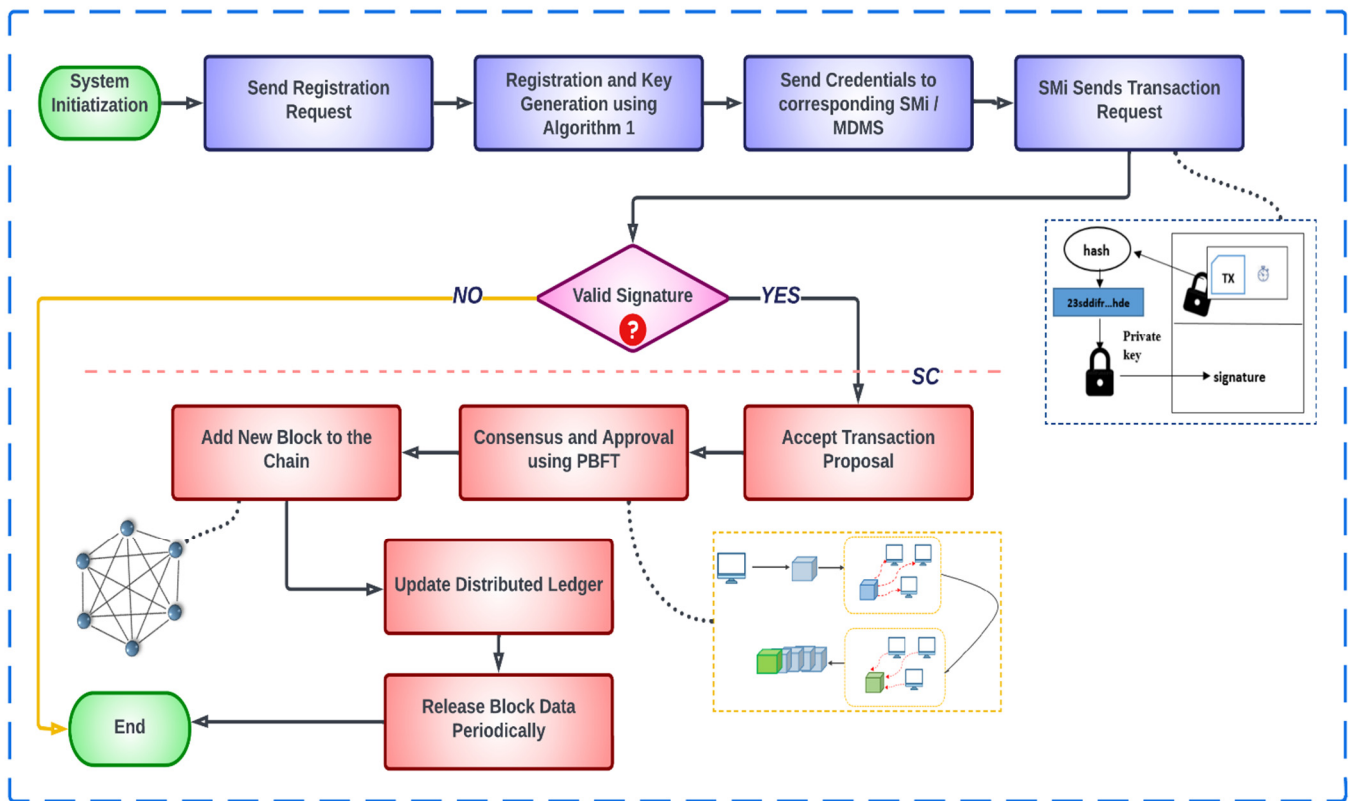 System
Initiatization
Send Registration
Request
Registration and Key
Generation using
Algorithm 1
Send Credentials to
corresponding SMi /
MDMS
SMi Sends Transaction
Request
hash
TX
23sddifr...hde
Private
key
signature
Valid Signature
?
NO
YES
SC
Add New Block to the
Chain
Consensus and Approval
using PBFT
Accept Transaction
Proposal
Update Distributed Ledger
Release Block Data
Periodically
End